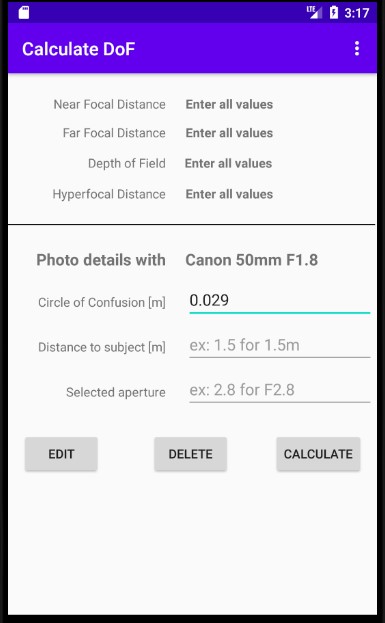 LTE 3:17
Calculate DoF
Near Focal Distance Enter all values
Far Focal Distance Enter all values
Depth of Field Enter all values
Hyperfocal Distance Enter all values
Photo details with Canon 50mm F1.8
Circle of Confusion [m] 0.029
Distance to subject [m] ex: 1.5 for 1.5m
Selected aperture ex: 2.8 for F2.8
EDIT DELETE CALCULATE